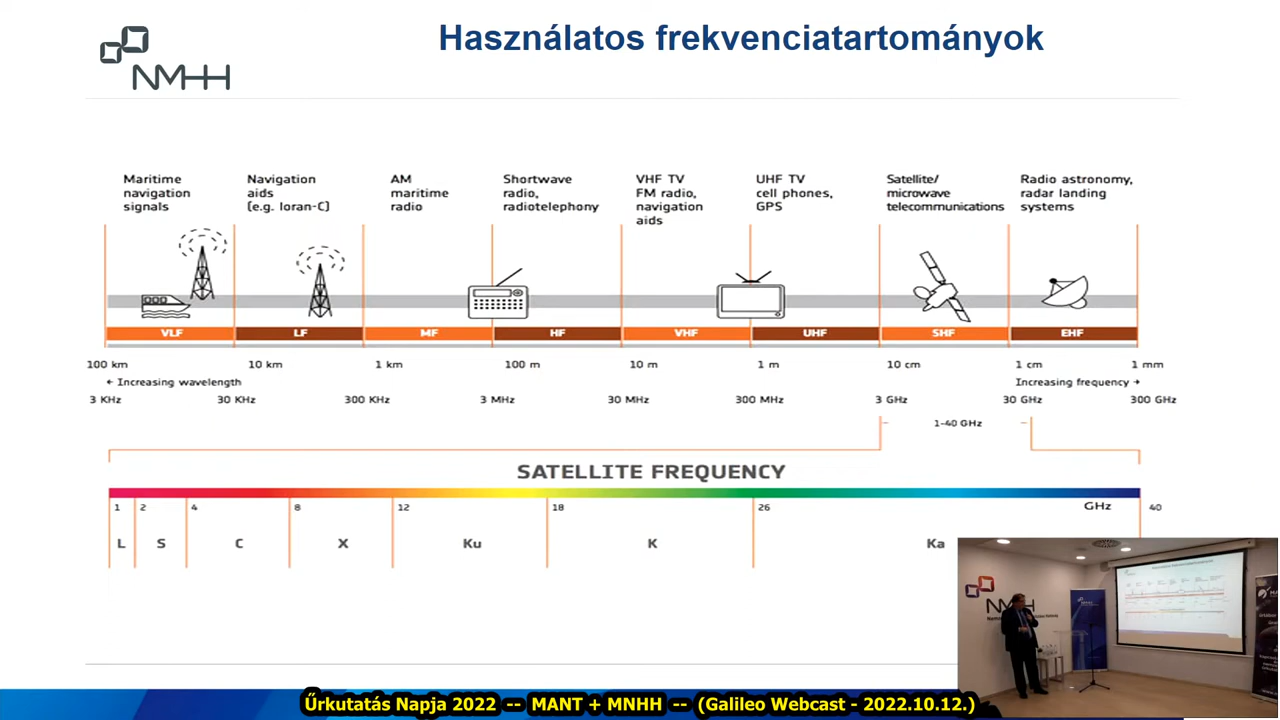 Használatos frekvenciatartományok
NMHH
Maritime
navigation
signals
Navigation
aids
(e.g. loran-C)
AM
maritime
radio
Shortwave
radio,
radiotelephony
VHF TV
FM radio,
navigation
aids
UHF TV
cell phones,
GPS
Satellite/
microwave
telecommunications
Radio astronomy,
radar landing
systems
VLF LF MF HF VHF UHF SHF EHF
100 km 10 km 1 km 100 m 10 m 1 m 10 cm 1 cm 1 mm
← Increasing wavelength Increasing frequency →
3 KHz 30 KHz 300 KHz 3 MHz 30 MHz 300 MHz 3 GHz 30 GHz 300 GHz
1-40 GHz
SATELLITE FREQUENCY
1 2 4 8 12 18 26 GHz 40
L S C X Ku K Ka
NMHH
Űrkutatás Napja 2022 -- MANT + MNHH -- (Galileo Webcast - 2022.10.12.)